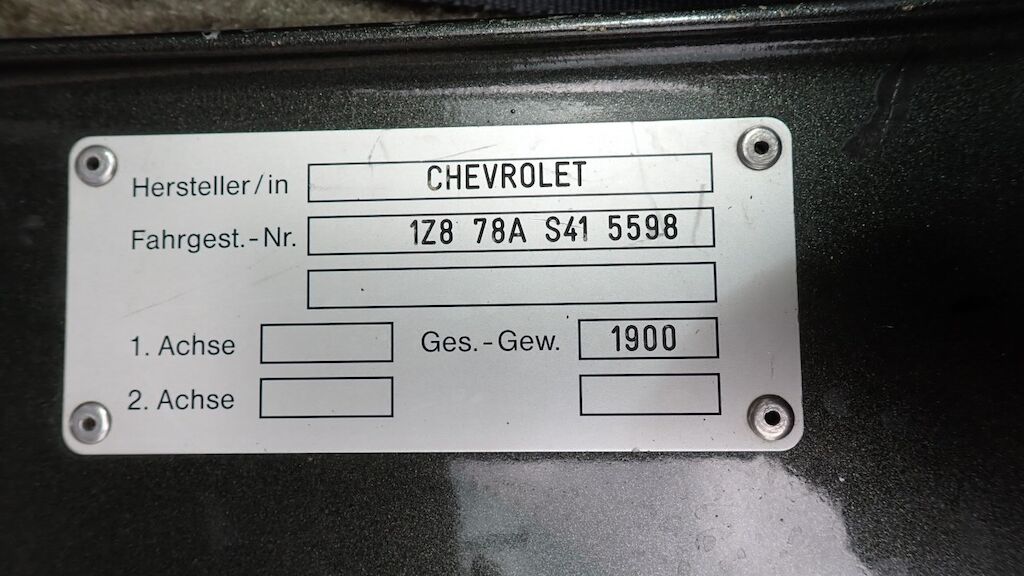 Hersteller/in CHEVROLET
Fahrgest.-Nr. 1Z8 78A S41 5598
1. Achse Ges.-Gew. 1900
2. Achse